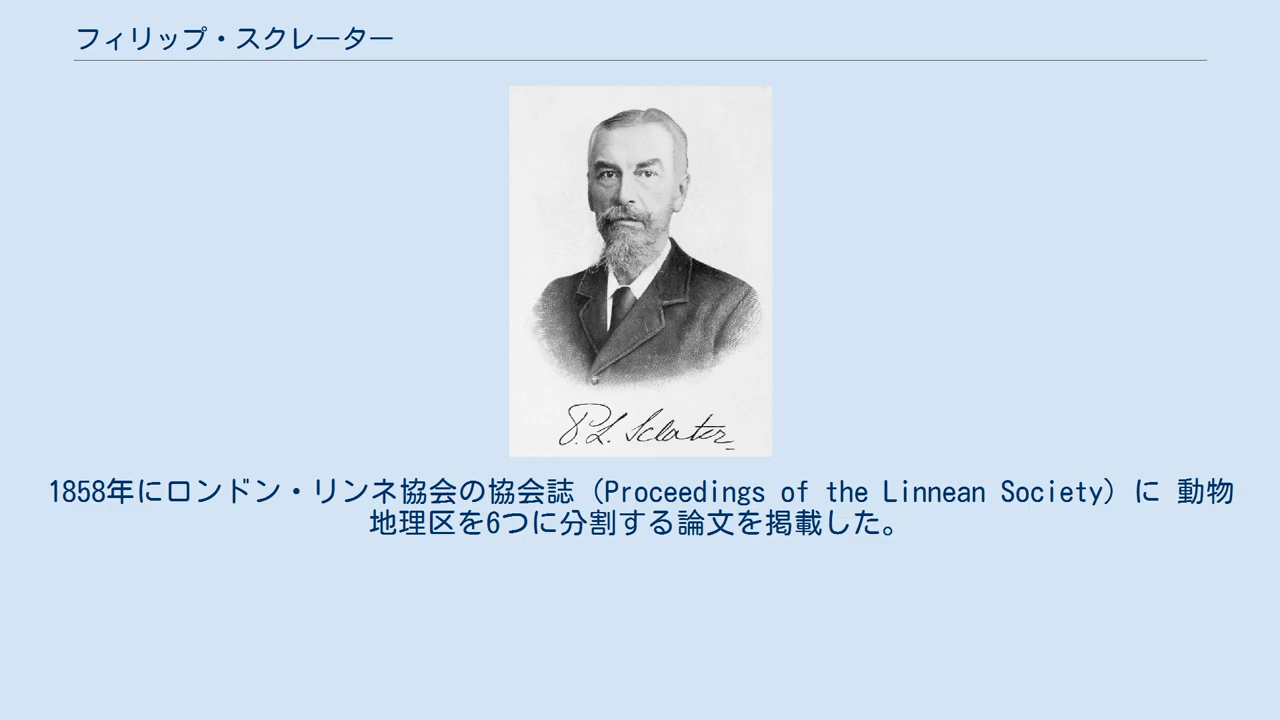 フィリップ・スクレーター
P. L. Sclater
1858年にロンドン・リンネ協会の協会誌（Proceedings of the Linnean Society）に 動物
地理区を6つに分割する論文を掲載した。